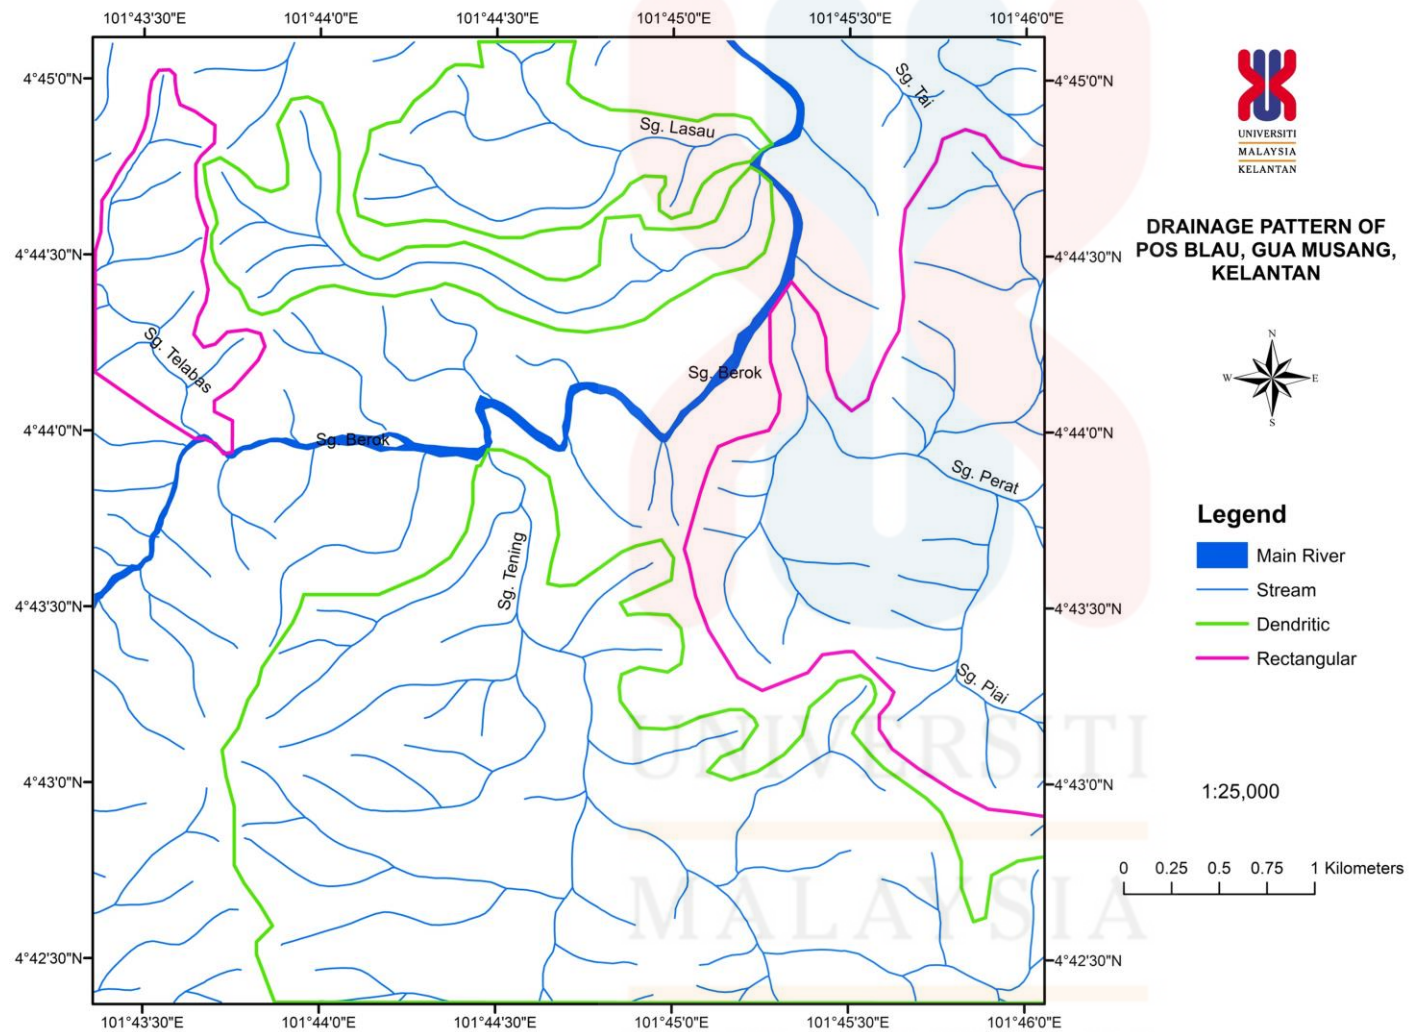 101°43'30"E 101°44'0"E 101°44'30"E 101°45'0"E 101°45'30"E 101°46'0"E
4°45'0"N
4°44'30"N
4°44'0"N
4°43'30"N
4°43'0"N
4°42'30"N
Sg. Tai
Sg. Lasau
Sg. Telabas
Sg. Berok
Sg. Berok
Sg. Perat
Sg. Tening
Sg. Piai
UNIVERSITI
MALAYSIA
4°45'0"N
4°44'30"N
4°44'0"N
4°43'30"N
4°43'0"N
4°42'30"N
101°43'30"E 101°44'0"E 101°44'30"E 101°45'0"E 101°45'30"E 101°46'0"E
UNIVERSITI
MALAYSIA
KELANTAN
DRAINAGE PATTERN OF
POS BLAU, GUA MUSANG,
KELANTAN
N
W E
S
Legend
Main River
Stream
Dendritic
Rectangular
1:25,000
0 0.25 0.5 0.75 1 Kilometers